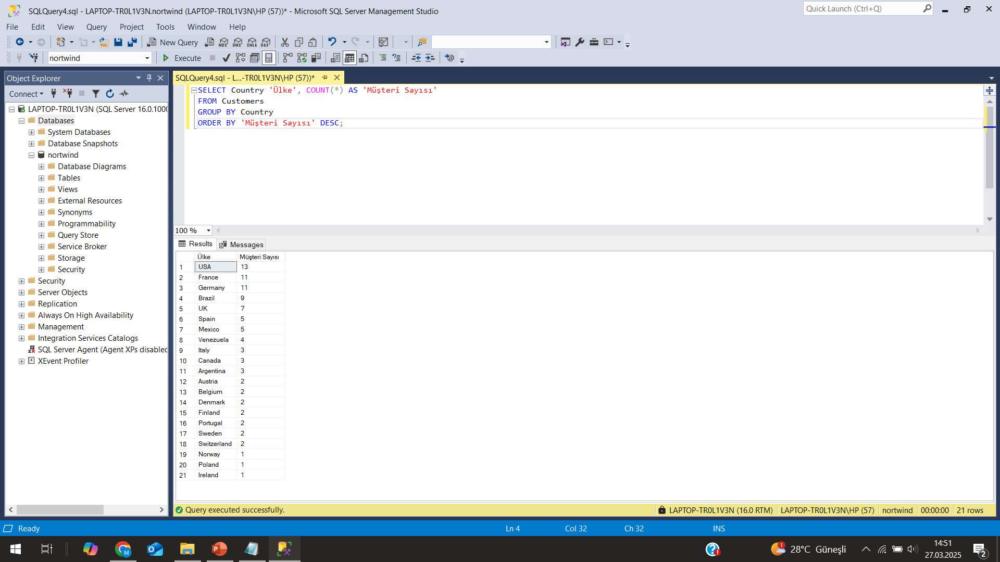 SQLQuery4.sql - LAPTOP-TR0L1V3N.nortwind (LAPTOP-TR0L1V3N\HP (57))* - Microsoft SQL Server Management Studio
Quick Launch (Ctrl+Q)
File Edit View Query Project Tools Window Help
New Query
MDX DMX XMLA DAX
nortwind
Execute
Object Explorer
Connect
LAPTOP-TR0L1V3N (SQL Server 16.0.1000
Databases
System Databases
Database Snapshots
nortwind
Database Diagrams
Tables
Views
External Resources
Synonyms
Programmability
Query Store
Service Broker
Storage
Security
Security
Server Objects
Replication
Always On High Availability
Management
Integration Services Catalogs
SQL Server Agent (Agent XPs disabled
XEvent Profiler
SQLQuery4.sql - L...-TR0L1V3N\HP (57))*
SELECT Country 'Ülke', COUNT(*) AS 'Müşteri Sayısı'
FROM Customers
GROUP BY Country
ORDER BY 'Müşteri Sayısı' DESC;
100 %
Results Messages
Ülke Müşteri Sayısı
1 USA 13
2 France 11
3 Germany 11
4 Brazil 9
5 UK 7
6 Spain 5
7 Mexico 5
8 Venezuela 4
9 Italy 3
10 Canada 3
11 Argentina 3
12 Austria 2
13 Belgium 2
14 Denmark 2
15 Finland 2
16 Portugal 2
17 Sweden 2
18 Switzerland 2
19 Norway 1
20 Poland 1
21 Ireland 1
Query executed successfully.
LAPTOP-TR0L1V3N (16.0 RTM) LAPTOP-TR0L1V3N\HP (57) nortwind 00:00:00 21 rows
Ready
Ln 4 Col 32 Ch 32 INS
1 28°C Güneşli
14:51
27.03.2025
2